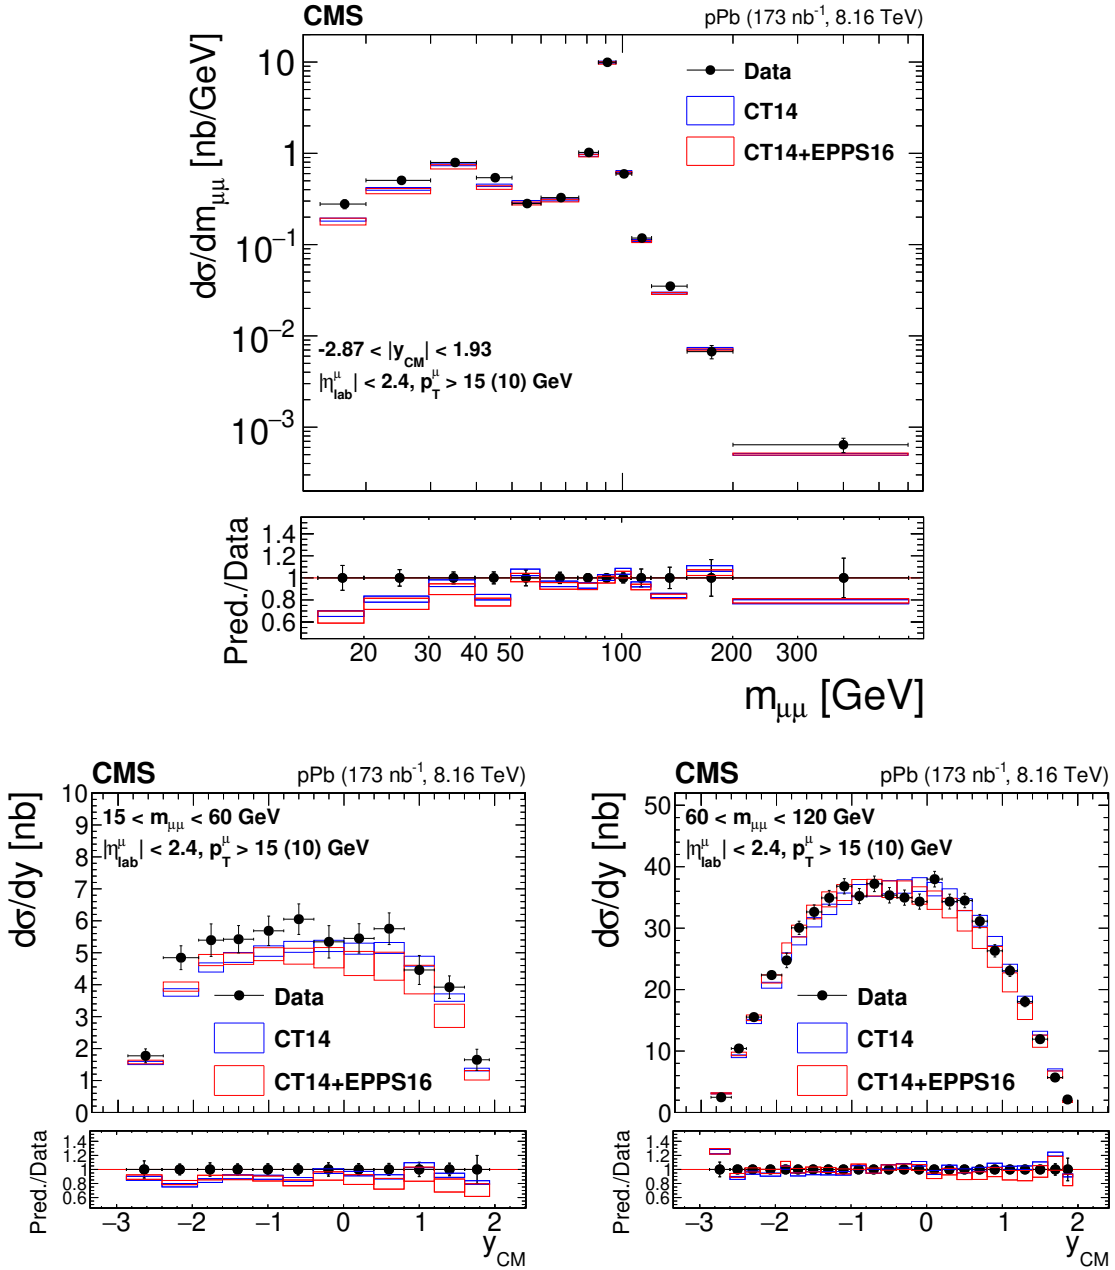 CMS pPb (173 nb⁻¹, 8.16 TeV)
dσ/dm_μμ [nb/GeV]
10
1
10⁻¹
10⁻²
10⁻³
Data
CT14
CT14+EPPS16
-2.87 < |y_CM| < 1.93
|η^μ_lab| < 2.4, p_T^μ > 15 (10) GeV
Pred./Data
1.4
1.2
1
0.8
0.6
20 30 40 50 100 200 300
m_μμ [GeV]
CMS pPb (173 nb⁻¹, 8.16 TeV)
dσ/dy [nb]
10
9
8
7
6
5
4
3
2
1
0
15 < m_μμ < 60 GeV
|η^μ_lab| < 2.4, p_T^μ > 15 (10) GeV
Data
CT14
CT14+EPPS16
Pred./Data
1.4
1.2
1
0.8
−3 −2 −1 0 1 2
y_CM
CMS pPb (173 nb⁻¹, 8.16 TeV)
dσ/dy [nb]
50
40
30
20
10
0
60 < m_μμ < 120 GeV
|η^μ_lab| < 2.4, p_T^μ > 15 (10) GeV
Data
CT14
CT14+EPPS16
Pred./Data
1.4
1.2
1
0.8
−3 −2 −1 0 1 2
y_CM